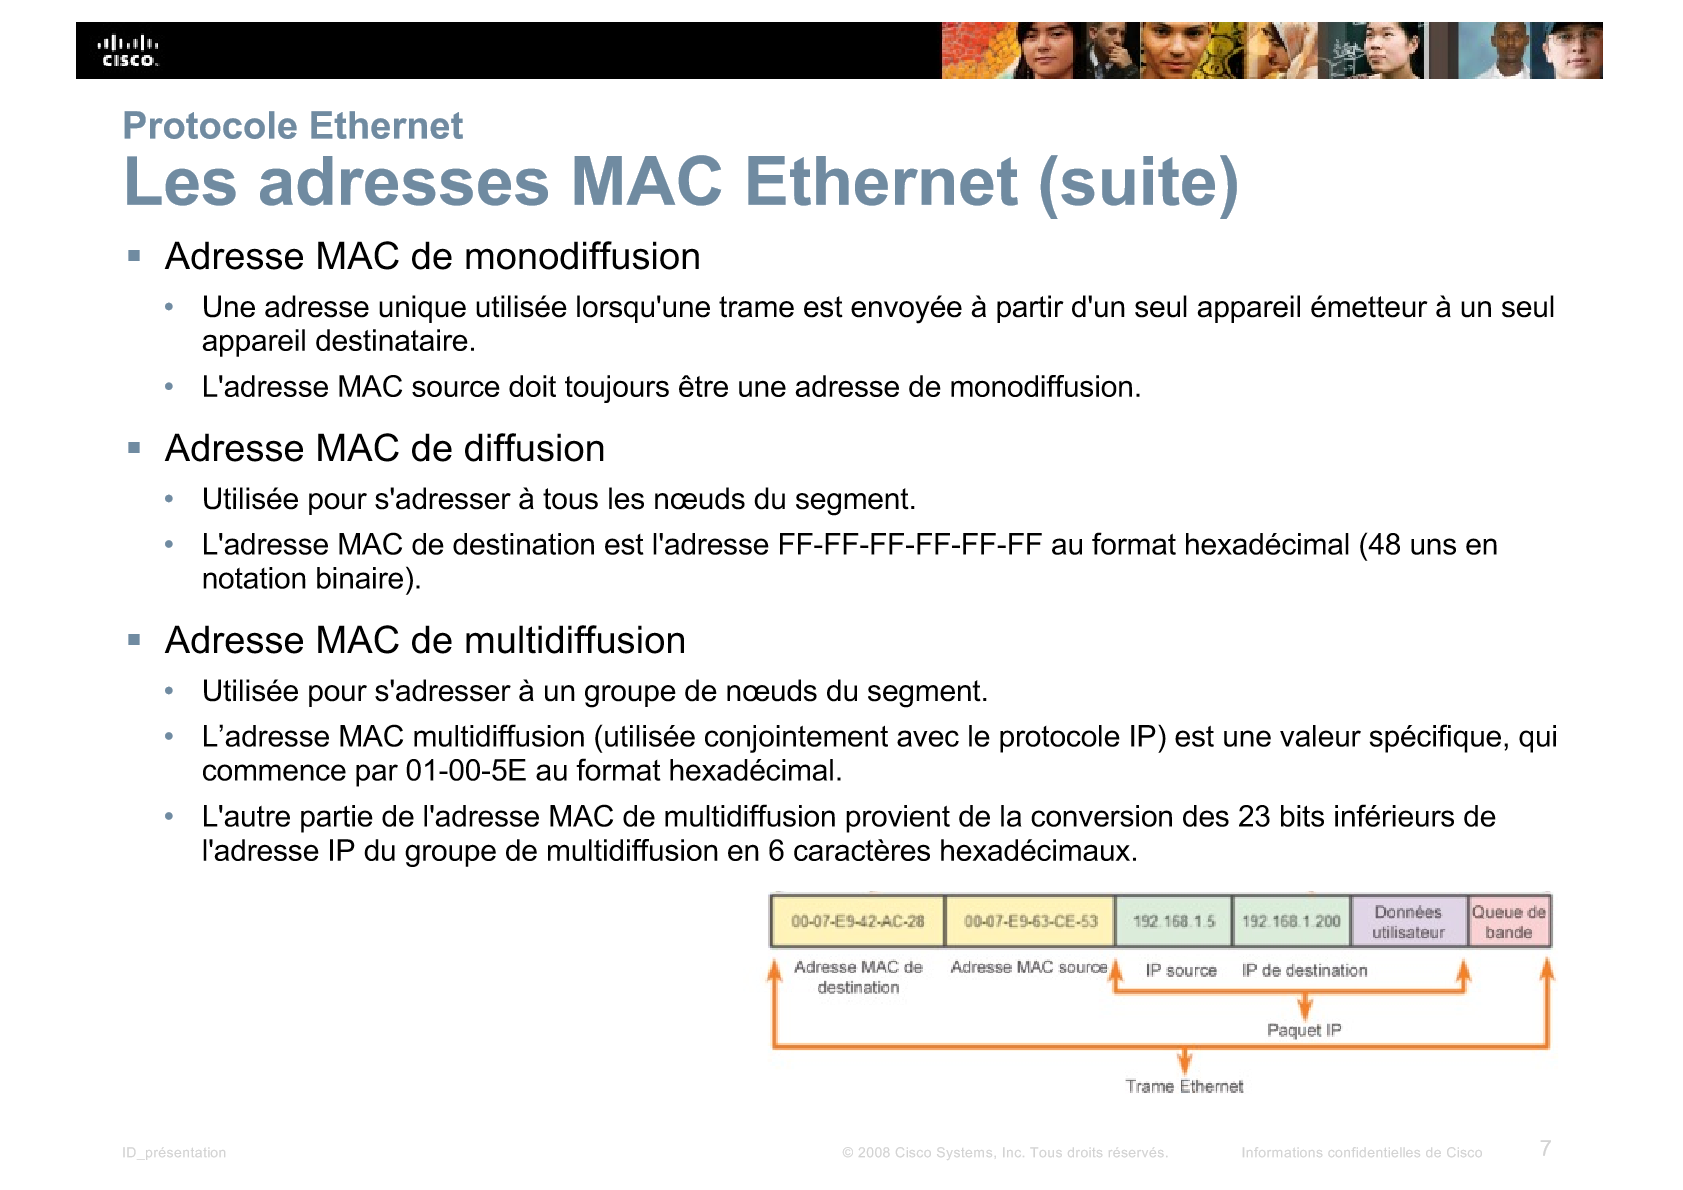 CISCO.
Protocole Ethernet
Les adresses MAC Ethernet (suite)
Adresse MAC de monodiffusion
Une adresse unique utilisée lorsqu'une trame est envoyée à partir d'un seul appareil émetteur à un seul
appareil destinataire.
L'adresse MAC source doit toujours être une adresse de monodiffusion.
Adresse MAC de diffusion
Utilisée pour s'adresser à tous les nœuds du segment.
L'adresse MAC de destination est l'adresse FF-FF-FF-FF-FF-FF au format hexadécimal (48 uns en
notation binaire).
Adresse MAC de multidiffusion
Utilisée pour s'adresser à un groupe de nœuds du segment.
L’adresse MAC multidiffusion (utilisée conjointement avec le protocole IP) est une valeur spécifique, qui
commence par 01-00-5E au format hexadécimal.
L'autre partie de l'adresse MAC de multidiffusion provient de la conversion des 23 bits inférieurs de
l'adresse IP du groupe de multidiffusion en 6 caractères hexadécimaux.
00-07-E9-42-AC-28 00-07-E9-63-CE-53 192.168.1.5 192.168.1.200 Données utilisateur Queue de bande
Adresse MAC de destination Adresse MAC source IP source IP de destination
Paquet IP
Trame Ethernet
ID_présentation © 2008 Cisco Systems, Inc. Tous droits réservés. Informations confidentielles de Cisco 7